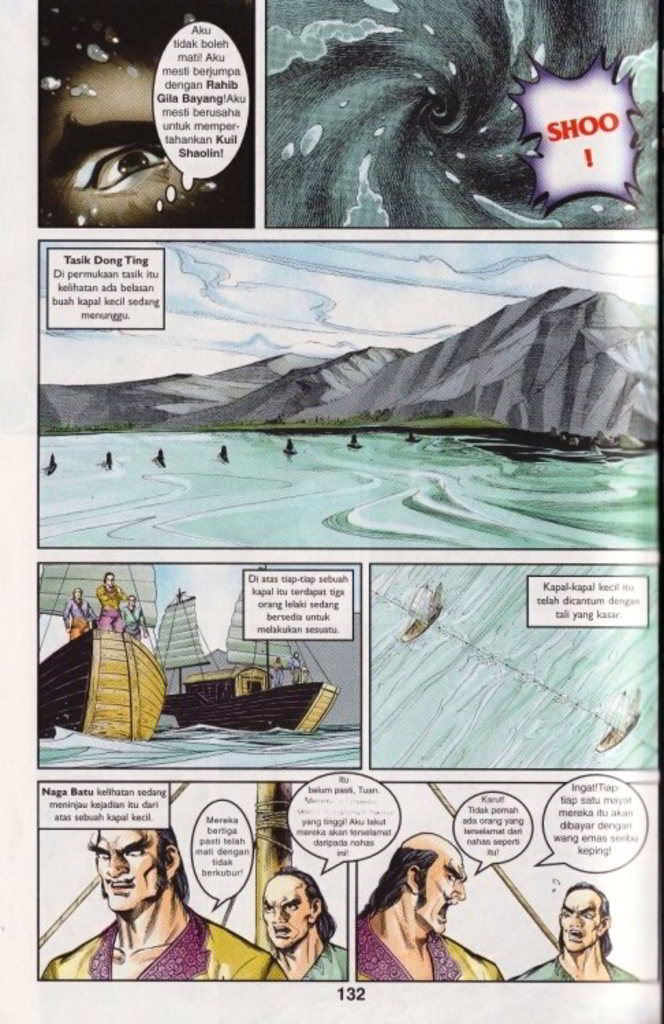 Aku
tidak boleh
mati! Aku
mesti berjumpa
dengan Rahib
Gila Bayang!Aku
mesti berusaha
untuk memper-
tahankan Kuil
Shaolin!
SHOO
!
Tasik Dong Ting
Di permukaan tasik itu
kelihatan ada belasan
buah kapal kecil sedang
menunggu.
Di atas tiap-tiap sebuah
kapal itu terdapat tiga
orang lelaki sedang
bersedia untuk
melakukan sesuatu.
Kapal-kapal kecil itu
telah dicantum dengan
tali yang kasar.
Naga Batu kelihatan sedang
meninjau kejadian itu dari
atas sebuah kapal kecil.
Mereka
bertiga
pasti telah
mati dengan
tidak
berkubur!
Itu
belum pasti, Tuan.
yang tinggi! Aku takut
mereka akan terselamat
daripada nahas
ini!
Karut!
Tidak pernah
ada orang yang
terselamat dari
nahas seperti
itu!
Ingat!Tiap-
tiap satu mayat
mereka itu akan
dibayar dengan
wang emas seribu
keping!
132